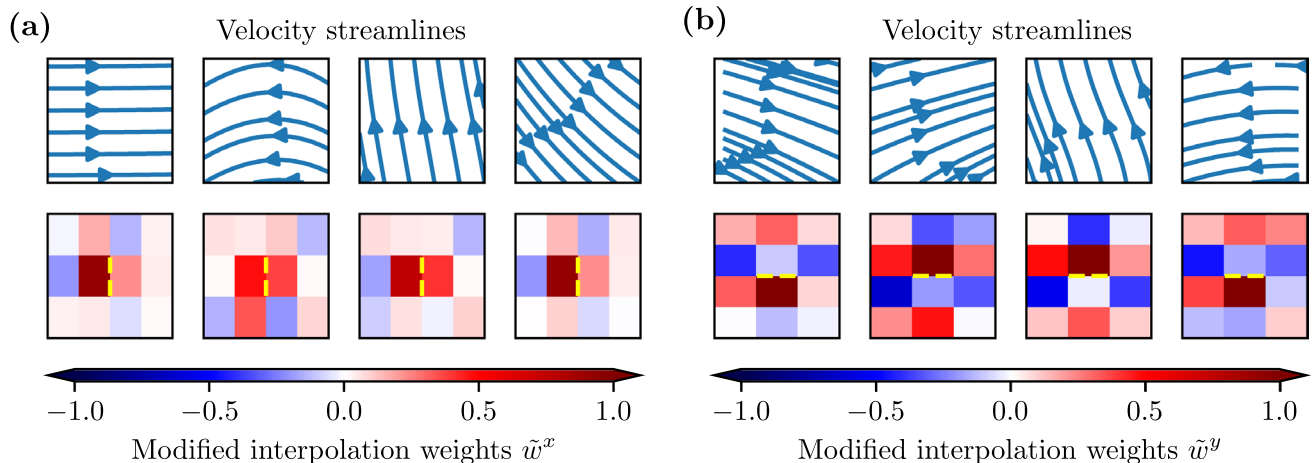 (a)
Velocity streamlines
−1.0 −0.5 0.0 0.5 1.0
Modified interpolation weights w̃ˣ
(b)
Velocity streamlines
−1.0 −0.5 0.0 0.5 1.0
Modified interpolation weights w̃ʸ